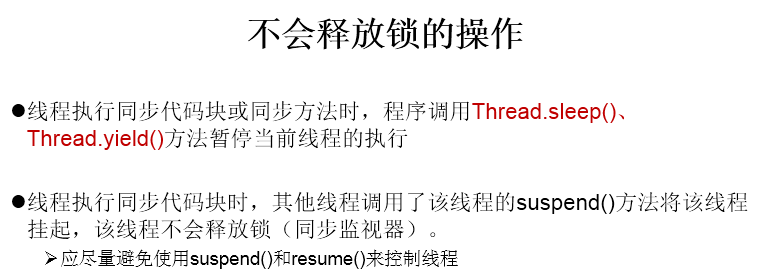 不会释放锁的操作
●线程执行同步代码块或同步方法时，程序调用Thread.sleep()、
Thread.yield()方法暂停当前线程的执行
●线程执行同步代码块时，其他线程调用了该线程的suspend()方法将该线程
挂起，该线程不会释放锁（同步监视器）。
➢应尽量避免使用suspend()和resume()来控制线程